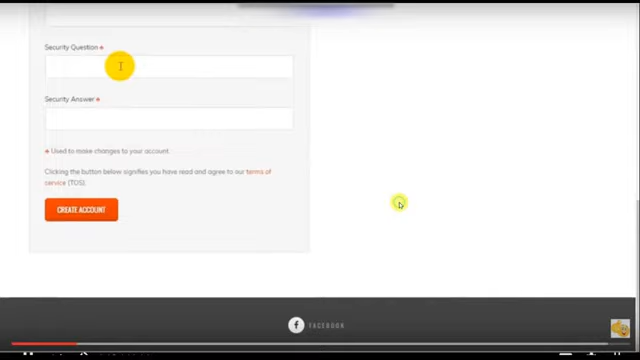 Security Question *
Security Answer *
* Used to make changes to your account.
Clicking the button below signifies you have read and agree to our terms of
service (TOS).
CREATE ACCOUNT
FACEBOOK